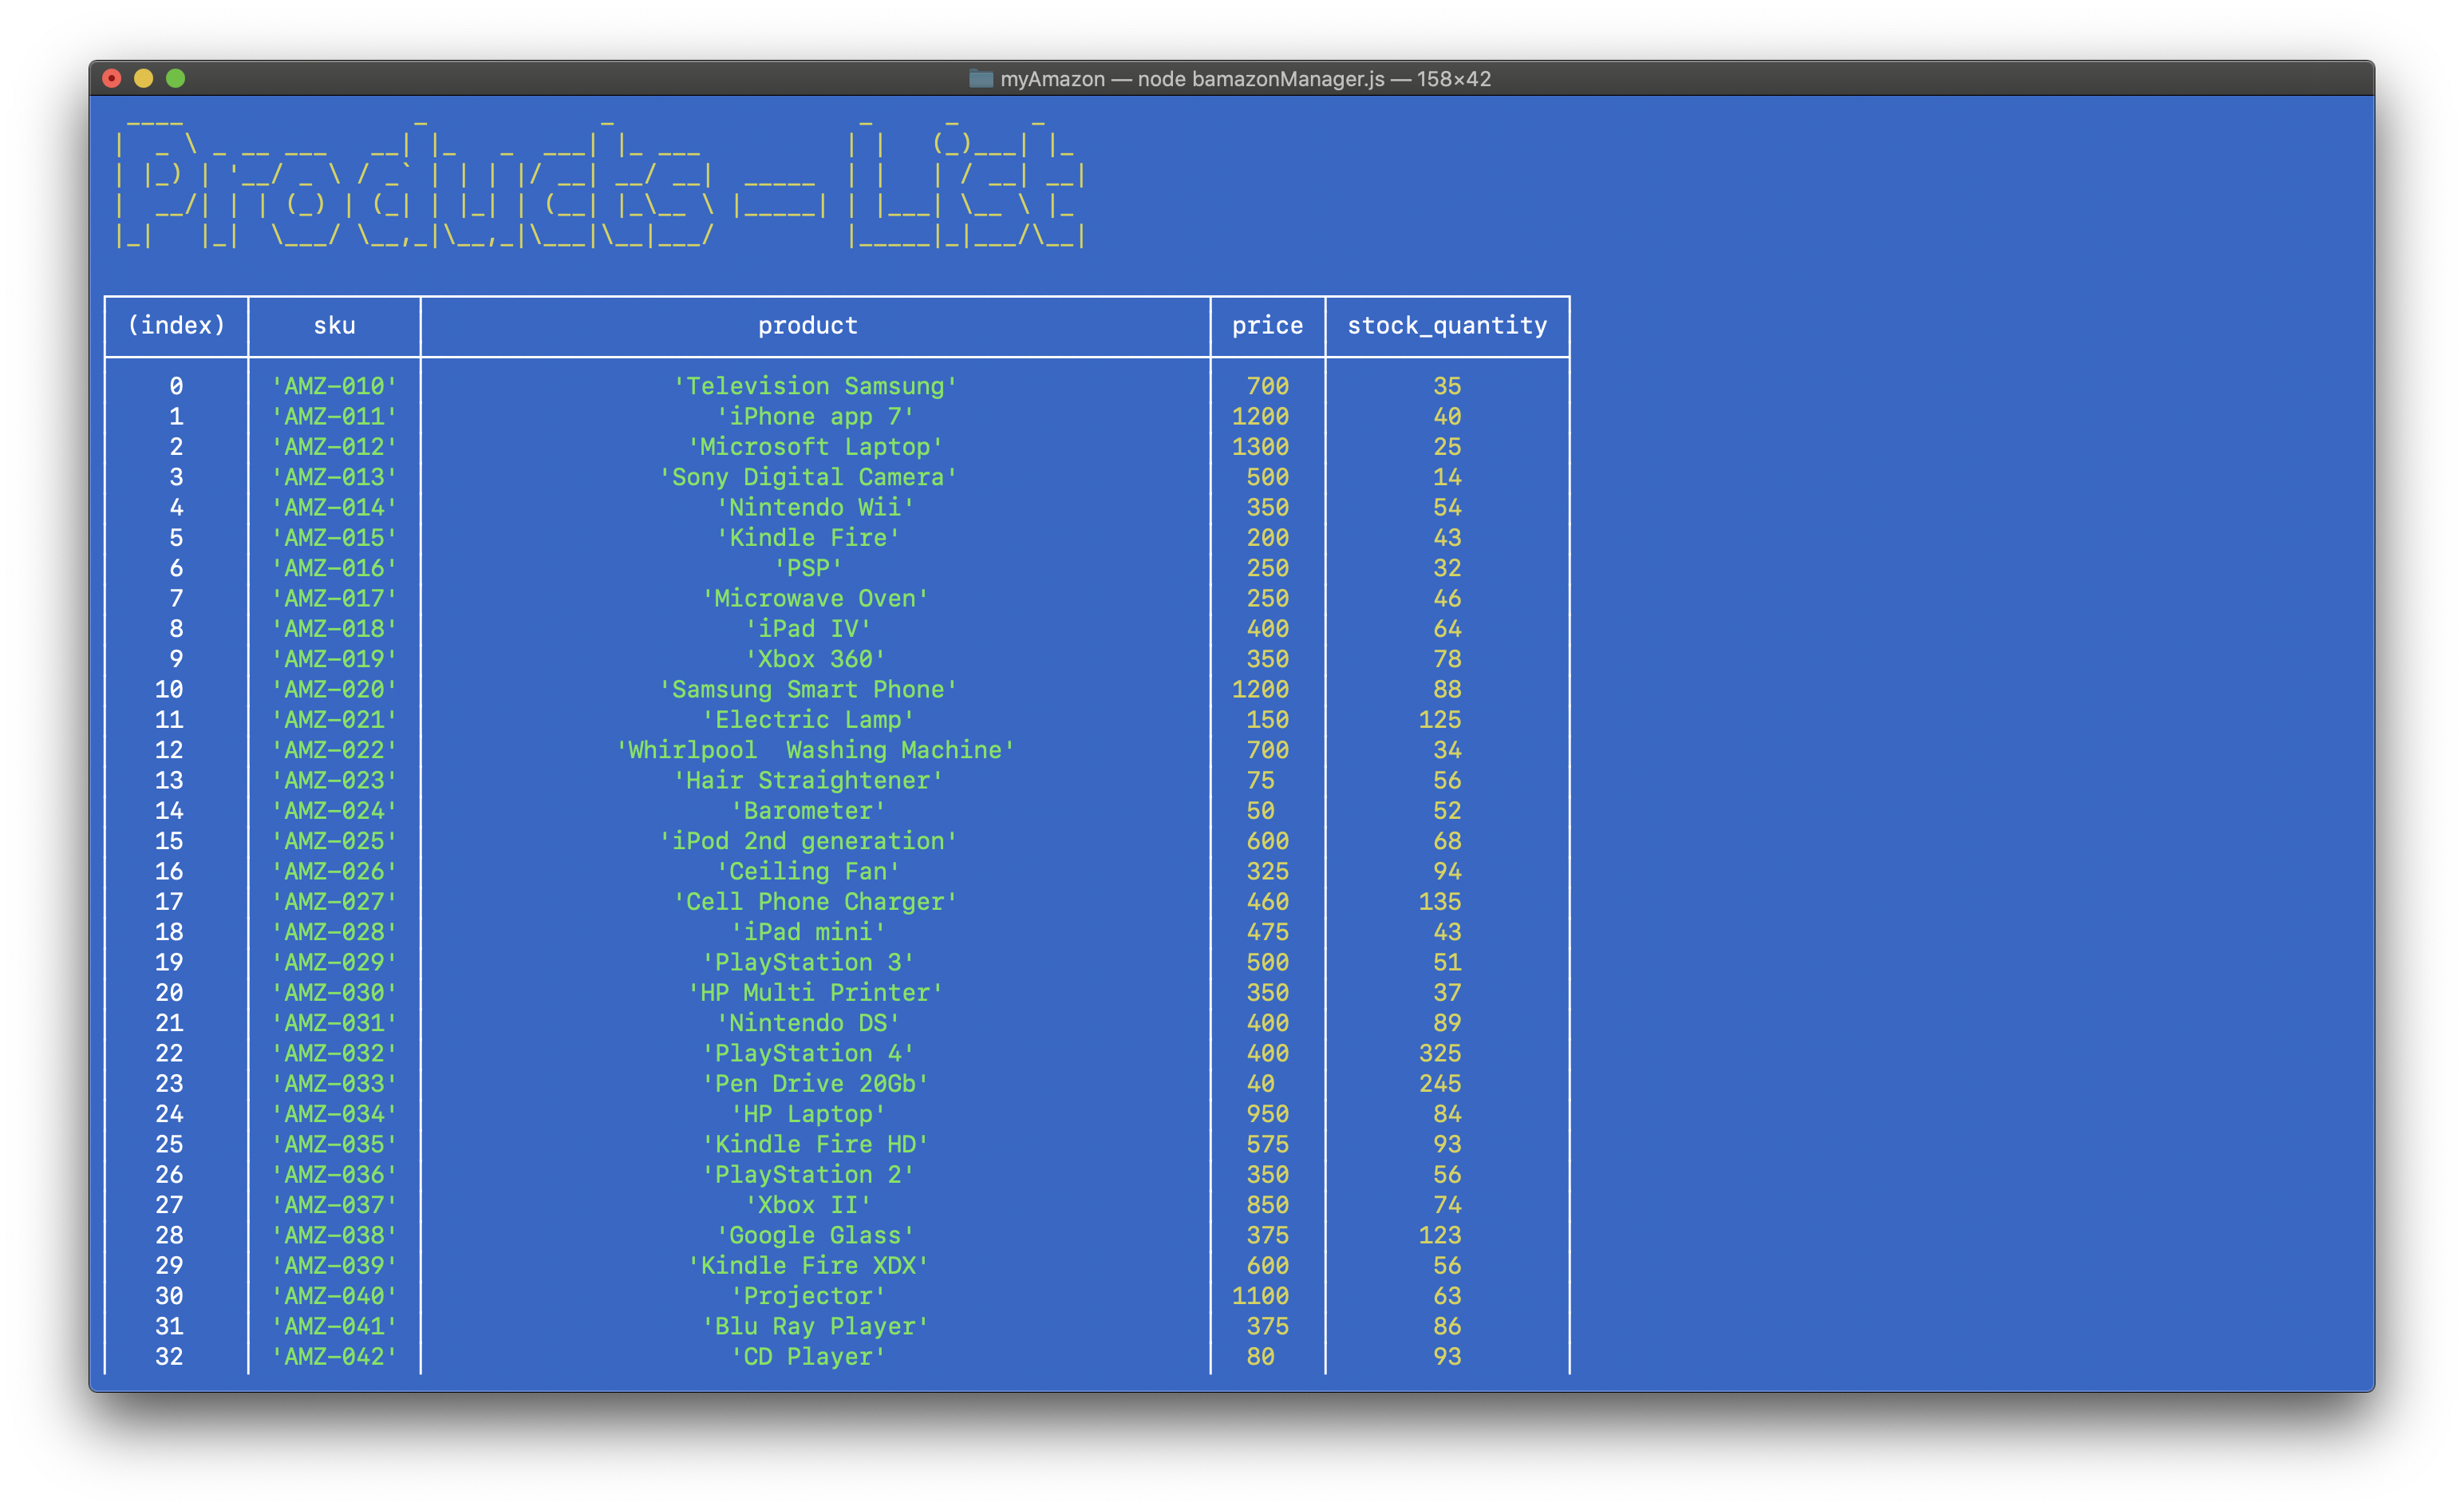 myAmazon — node bamazonManager.js — 158×42
Products - List
(index) sku product price stock_quantity
0 'AMZ-010' 'Television Samsung' 700 35
1 'AMZ-011' 'iPhone app 7' 1200 40
2 'AMZ-012' 'Microsoft Laptop' 1300 25
3 'AMZ-013' 'Sony Digital Camera' 500 14
4 'AMZ-014' 'Nintendo Wii' 350 54
5 'AMZ-015' 'Kindle Fire' 200 43
6 'AMZ-016' 'PSP' 250 32
7 'AMZ-017' 'Microwave Oven' 250 46
8 'AMZ-018' 'iPad IV' 400 64
9 'AMZ-019' 'Xbox 360' 350 78
10 'AMZ-020' 'Samsung Smart Phone' 1200 88
11 'AMZ-021' 'Electric Lamp' 150 125
12 'AMZ-022' 'Whirlpool  Washing Machine' 700 34
13 'AMZ-023' 'Hair Straightener' 75 56
14 'AMZ-024' 'Barometer' 50 52
15 'AMZ-025' 'iPod 2nd generation' 600 68
16 'AMZ-026' 'Ceiling Fan' 325 94
17 'AMZ-027' 'Cell Phone Charger' 460 135
18 'AMZ-028' 'iPad mini' 475 43
19 'AMZ-029' 'PlayStation 3' 500 51
20 'AMZ-030' 'HP Multi Printer' 350 37
21 'AMZ-031' 'Nintendo DS' 400 89
22 'AMZ-032' 'PlayStation 4' 400 325
23 'AMZ-033' 'Pen Drive 20Gb' 40 245
24 'AMZ-034' 'HP Laptop' 950 84
25 'AMZ-035' 'Kindle Fire HD' 575 93
26 'AMZ-036' 'PlayStation 2' 350 56
27 'AMZ-037' 'Xbox II' 850 74
28 'AMZ-038' 'Google Glass' 375 123
29 'AMZ-039' 'Kindle Fire XDX' 600 56
30 'AMZ-040' 'Projector' 1100 63
31 'AMZ-041' 'Blu Ray Player' 375 86
32 'AMZ-042' 'CD Player' 80 93